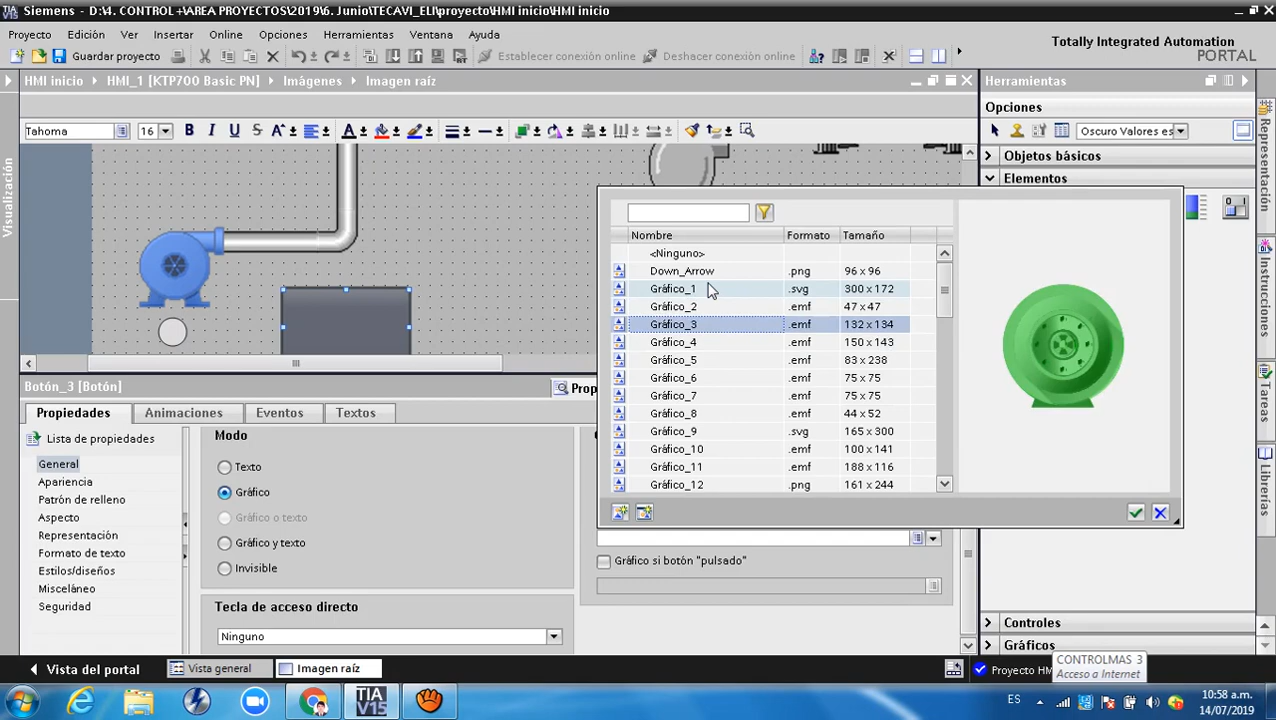 Siemens - D:\4. CONTROL +\AREA PROYECTOS\2019\6. Junio\TECAVI_ELI\proyecto\HMI inicio\HMI inicio
Proyecto Edición Ver Insertar Online Opciones Herramientas Ventana Ayuda
Totally Integrated Automation
PORTAL
Guardar proyecto
Establecer conexión online
Deshacer conexión online
HMI inicio HMI_1 [KTP700 Basic PN] Imágenes Imagen raíz
Herramientas
Opciones
Tahoma 16 B I U S A A
Oscuro Valores es
Objetos básicos
Elementos
Visualización
Nombre Formato Tamaño
<Ninguno>
Down_Arrow .png 96 x 96
Gráfico_1 .svg 300 x 172
Gráfico_2 .emf 47 x 47
Gráfico_3 .emf 132 x 134
Gráfico_4 .emf 150 x 143
Gráfico_5 .emf 83 x 238
Gráfico_6 .emf 75 x 75
Gráfico_7 .emf 75 x 75
Gráfico_8 .emf 44 x 52
Gráfico_9 .svg 165 x 300
Gráfico_10 .emf 100 x 141
Gráfico_11 .emf 188 x 116
Gráfico_12 .png 161 x 244
Botón_3 [Botón]
Prop
Propiedades Animaciones Eventos Textos
Lista de propiedades
General
Apariencia
Patrón de relleno
Aspecto
Representación
Formato de texto
Estilos/diseños
Misceláneo
Seguridad
Modo
Texto
Gráfico
Gráfico o texto
Gráfico y texto
Invisible
Tecla de acceso directo
Ninguno
Gráfico si botón "pulsado"
Controles
Gráficos
Representación
Instrucciones
Tareas
Librerías
Vista del portal
Vista general
Imagen raíz
Proyecto HM
CONTROLMAS 3
Acceso a Internet
TIA
V15
ES
10:58 a.m.
14/07/2019